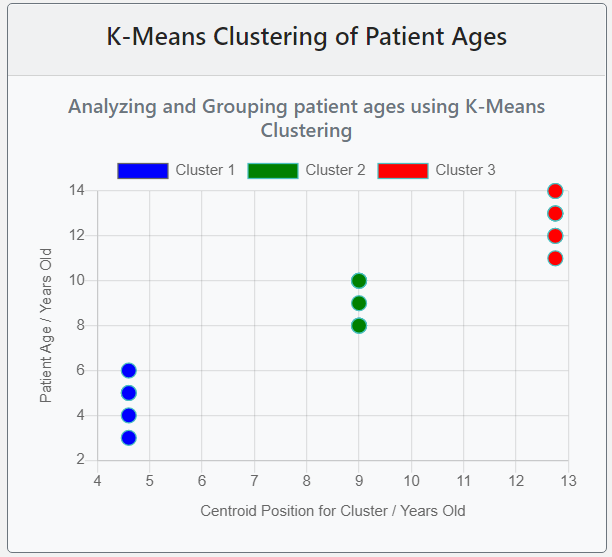 K-Means Clustering of Patient Ages
Analyzing and Grouping patient ages using K-Means
Clustering
Cluster 1 Cluster 2 Cluster 3
14
12
10
8
6
4
2
Patient Age / Years Old
4 5 6 7 8 9 10 11 12 13
Centroid Position for Cluster / Years Old